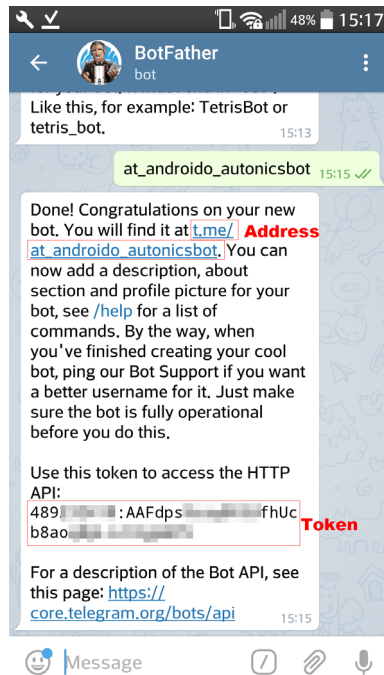 48% 15:17
BotFather
bot
Like this, for example: TetrisBot or
tetris_bot.
15:13
at_androido_autonicsbot 15:15
Done! Congratulations on your new
bot. You will find it at t.me/ Address
at_androido_autonicsbot. You can
now add a description, about
section and profile picture for your
bot, see /help for a list of
commands. By the way, when
you've finished creating your cool
bot, ping our Bot Support if you want
a better username for it. Just make
sure the bot is fully operational
before you do this.
Use this token to access the HTTP
API:
489 :AAFdps fhUc
Token
b8ao
For a description of the Bot API, see
this page: https://
core.telegram.org/bots/api 15:15
Message